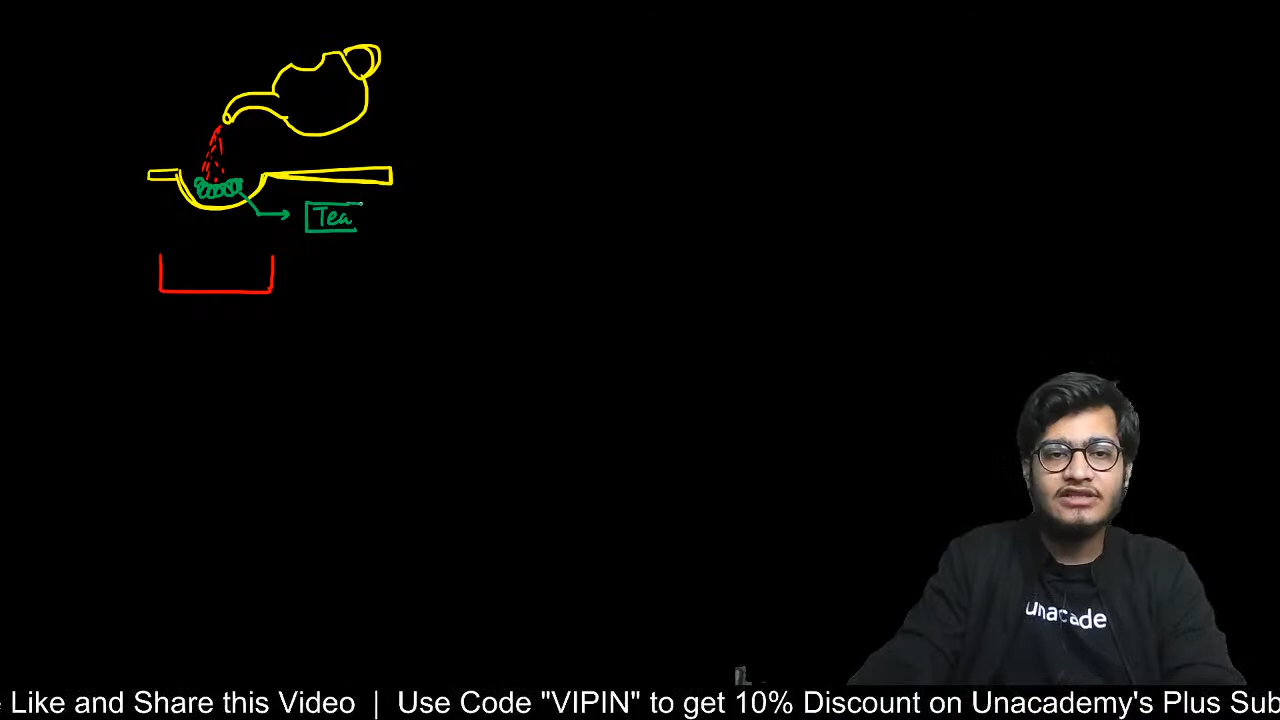 Tea
unacade
e Like and Share this Video | Use Code "VIPIN" to get 10% Discount on Unacademy's Plus Sub